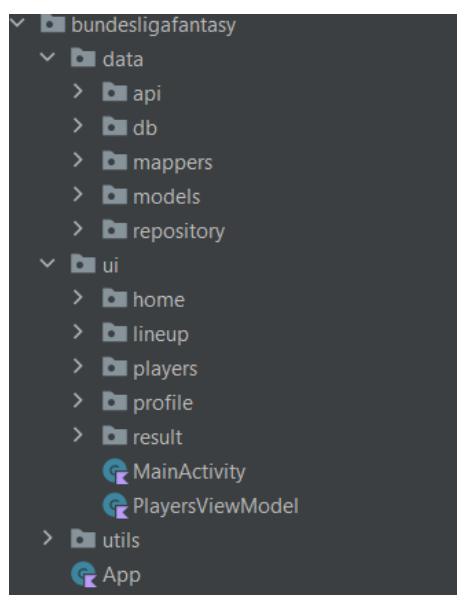 bundesligafantasy
data
api
db
mappers
models
repository
ui
home
lineup
players
profile
result
MainActivity
PlayersViewModel
utils
App